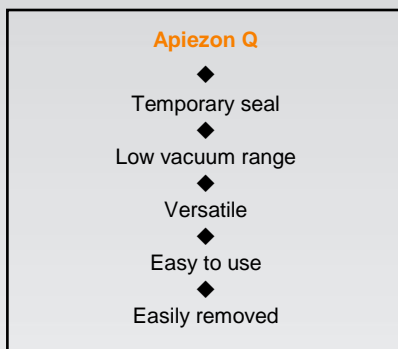 Apiezon Q
Temporary seal
Low vacuum range
Versatile
Easy to use
Easily removed